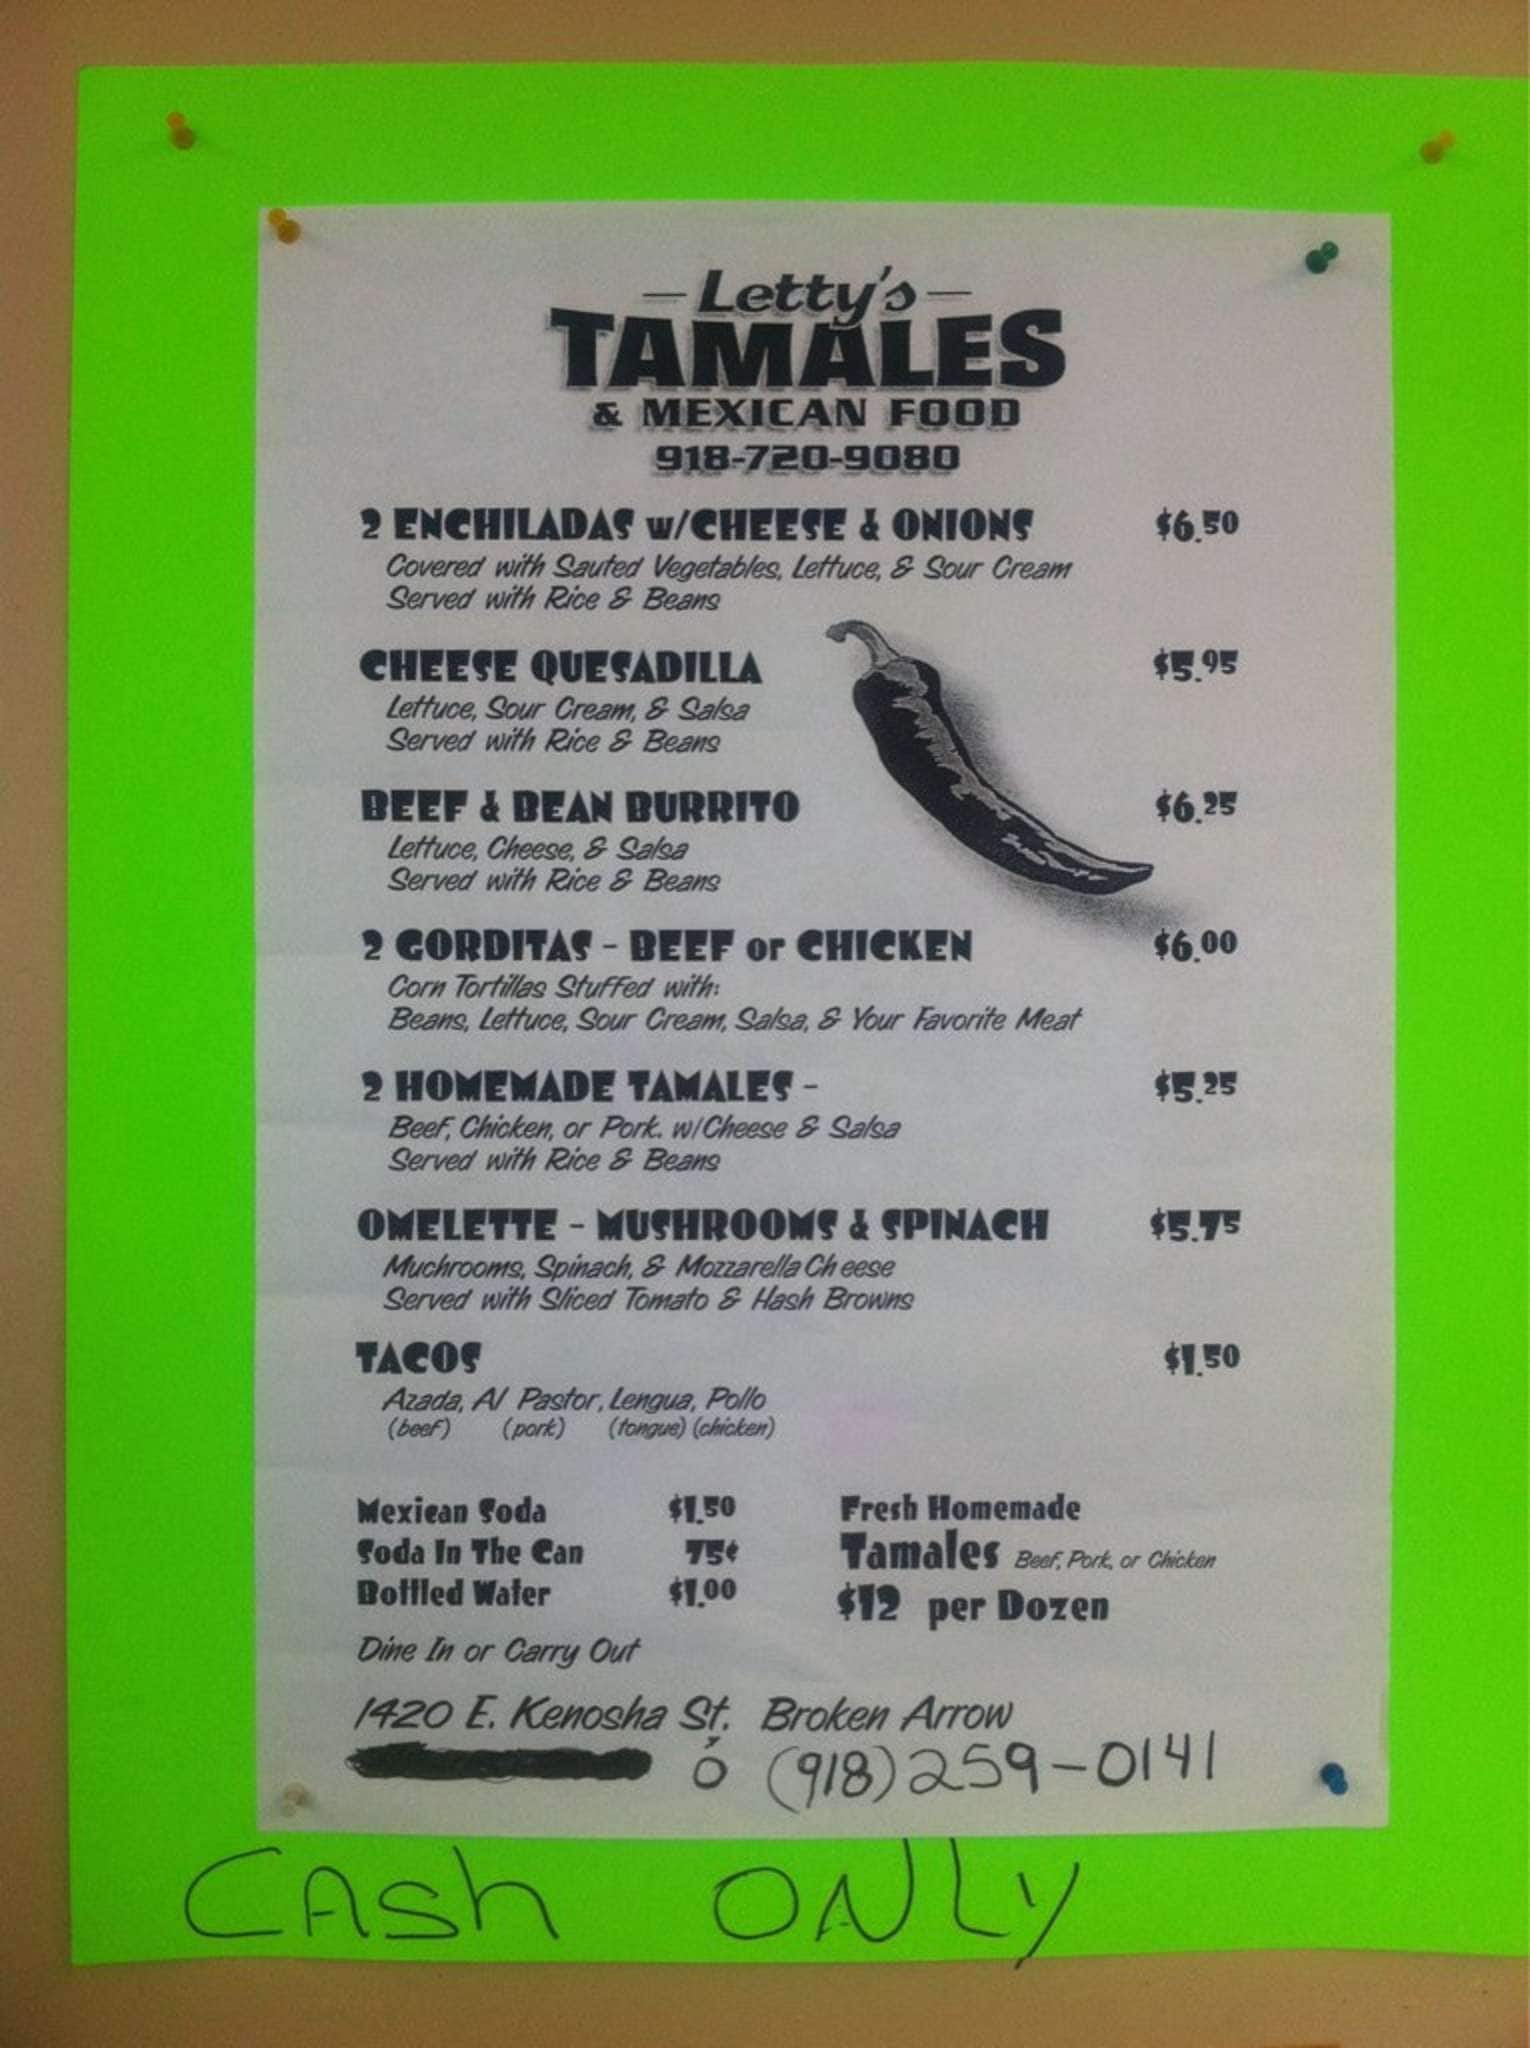 Letty's
TAMALES
& MEXICAN FOOD
918-720-9080
2 ENCHILADAS w/CHEESE & ONIONS $6.50
Covered with Sauted Vegetables, Lettuce, & Sour Cream
Served with Rice & Beans
CHEESE QUESADILLA $5.95
Lettuce, Sour Cream, & Salsa
Served with Rice & Beans
BEEF & BEAN BURRITO $6.25
Lettuce, Cheese, & Salsa
Served with Rice & Beans
2 GORDITAS - BEEF or CHICKEN $6.00
Corn Tortillas Stuffed with:
Beans, Lettuce, Sour Cream, Salsa, & Your Favorite Meat
2 HOMEMADE TAMALES - $5.25
Beef, Chicken, or Pork. w/Cheese & Salsa
Served with Rice & Beans
OMELETTE - MUSHROOMS & SPINACH $5.75
Muchrooms, Spinach, & Mozzarella Ch eese
Served with Sliced Tomato & Hash Browns
TACOS $1.50
Azada, Al Pastor, Lengua, Pollo
(beef) (pork) (tongue) (chicken)
Mexican Soda $1.50
Soda In The Can 75¢
Bottled Water $1.00
Fresh Homemade
Tamales Beef, Pork, or Chicken
$12 per Dozen
Dine In or Carry Out
1420 E. Kenosha St. Broken Arrow
ó (918) 259-0141
CAsh ONLy